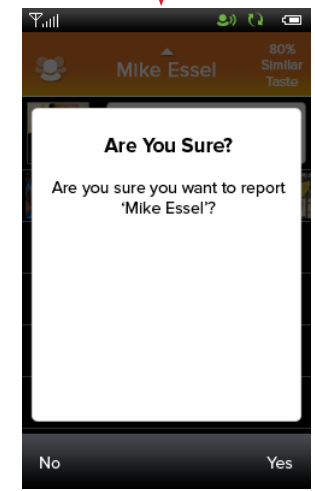 80%
Mike Essel
Similar
Taste
Are You Sure?
Are you sure you want to report
‘Mike Essel’?
No
Yes